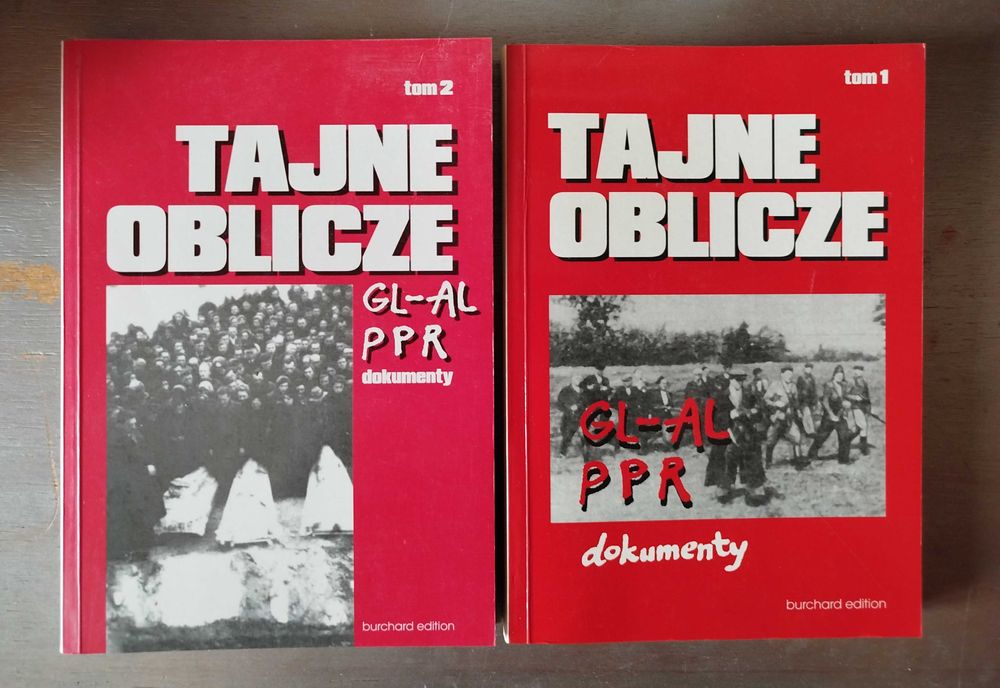 tom 2
TAJNE
OBLICZE
GL-AL
PPR
dokumenty
burchard edition
tom 1
TAJNE
OBLICZE
GL-AL
PPR
dokumenty
burchard edition